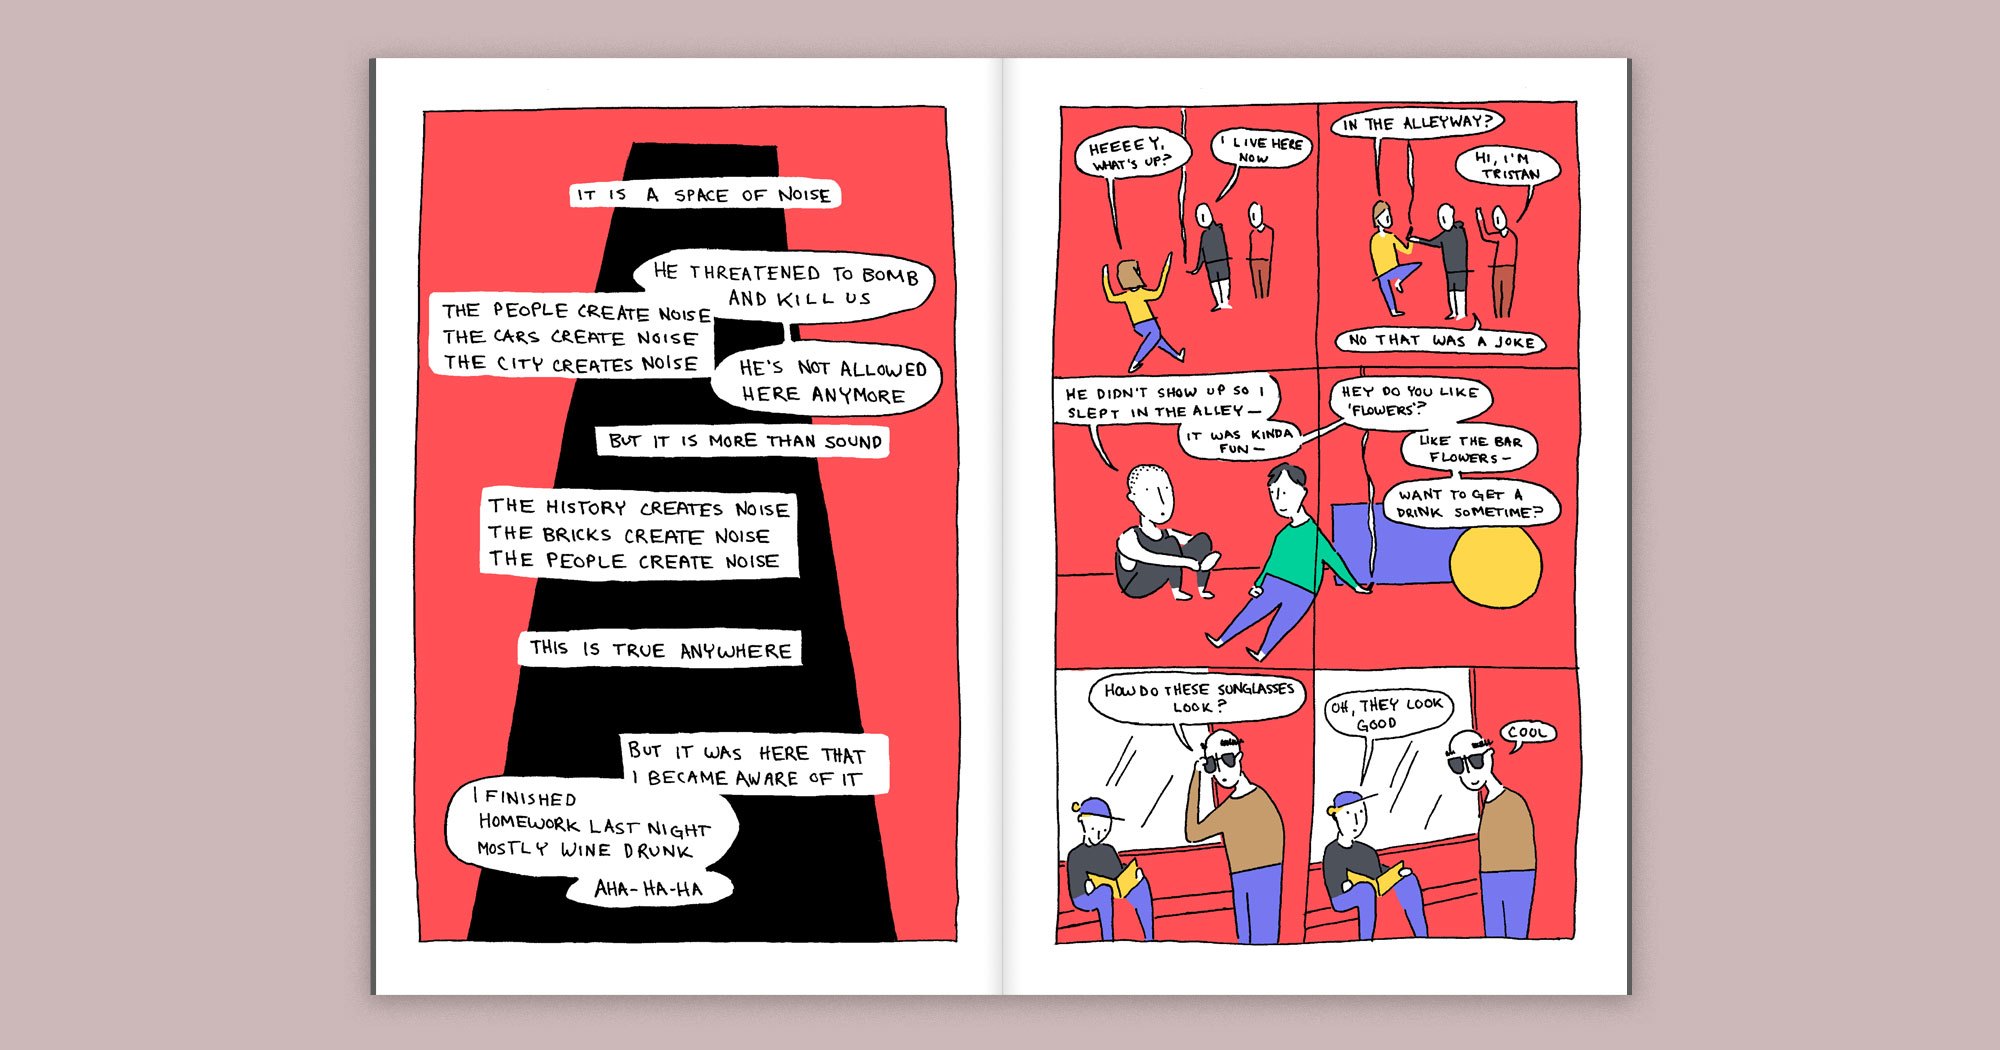 IT IS A SPACE OF NOISE
HE THREATENED TO BOMB
AND KILL US
THE PEOPLE CREATE NOISE
THE CARS CREATE NOISE
THE CITY CREATES NOISE
HE'S NOT ALLOWED
HERE ANYMORE
BUT IT IS MORE THAN SOUND
THE HISTORY CREATES NOISE
THE BRICKS CREATE NOISE
THE PEOPLE CREATE NOISE
THIS IS TRUE ANYWHERE
BUT IT WAS HERE THAT
I BECAME AWARE OF IT
I FINISHED
HOMEWORK LAST NIGHT
MOSTLY WINE DRUNK
AHA-HA-HA
HEEEEY,
WHAT'S UP?
I LIVE HERE
NOW
IN THE ALLEYWAY?
HI, I'M
TRISTAN
NO THAT WAS A JOKE
HE DIDN'T SHOW UP SO I
SLEPT IN THE ALLEY—
IT WAS KINDA
FUN—
HEY DO YOU LIKE
'FLOWERS'?
LIKE THE BAR
FLOWERS—
WANT TO GET A
DRINK SOMETIME?
HOW DO THESE SUNGLASSES
LOOK?
OH, THEY LOOK
GOOD
COOL